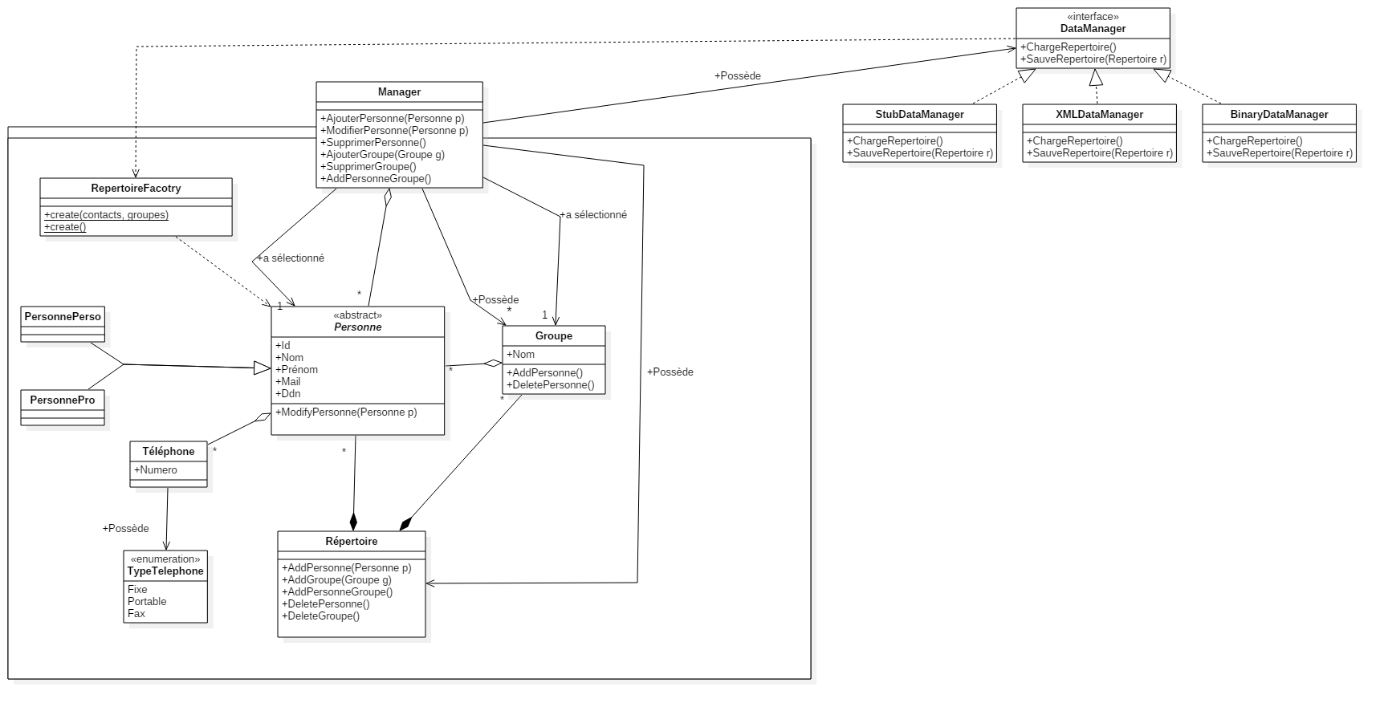 «interface»
DataManager
+ChargeRepertoire()
+SauveRepertoire(Repertoire r)
+Possède
Manager
+AjouterPersonne(Personne p)
+ModifierPersonne(Personne p)
+SupprimerPersonne()
+AjouterGroupe(Groupe g)
+SupprimerGroupe()
+AddPersonneGroupe()
StubDataManager
+ChargeRepertoire()
+SauveRepertoire(Repertoire r)
XMLDataManager
+ChargeRepertoire()
+SauveRepertoire(Repertoire r)
BinaryDataManager
+ChargeRepertoire()
+SauveRepertoire(Repertoire r)
RepertoireFacotry
+create(contacts, groupes)
+create()
+a sélectionné
+a sélectionné
*
1
+Possède
*
1
PersonnePerso
PersonnePro
«abstract»
Personne
+Id
+Nom
+Prénom
+Mail
+Ddn
+ModifyPersonne(Personne p)
Groupe
+Nom
+AddPersonne()
+DeletePersonne()
*
*
+Possède
Téléphone
+Numero
*
*
+Possède
«enumeration»
TypeTelephone
Fixe
Portable
Fax
Répertoire
+AddPersonne(Personne p)
+AddGroupe(Groupe g)
+AddPersonneGroupe()
+DeletePersonne()
+DeleteGroupe()